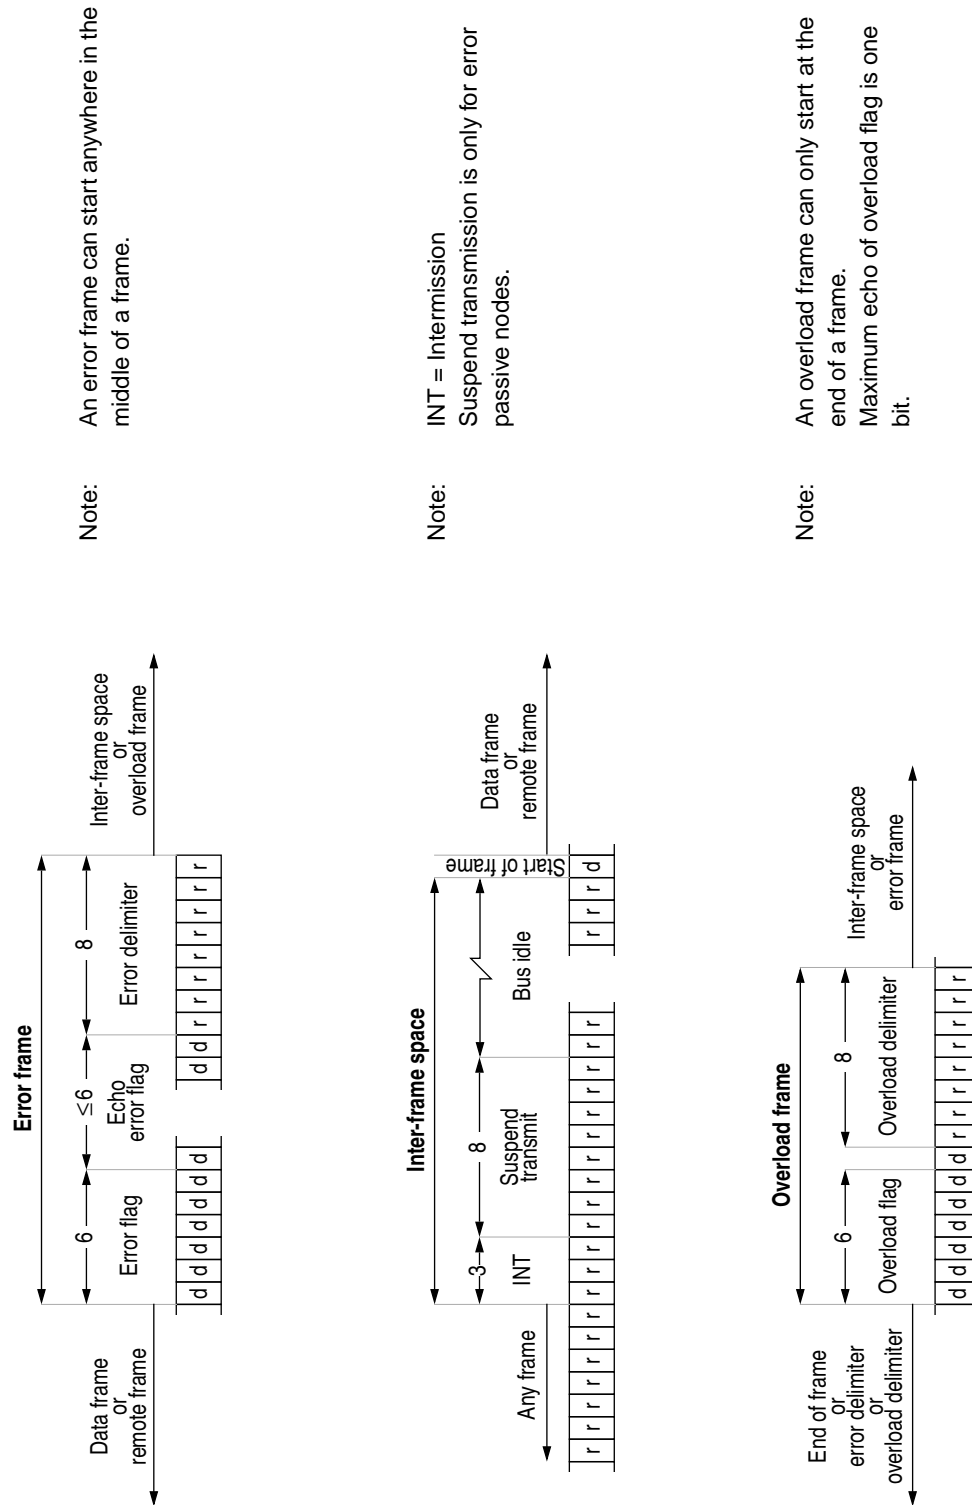 Error frame
6
≤6
8
Data frame
or
remote frame
Error flag
Echo
error flag
Error delimiter
Inter-frame space
or
overload frame
d d d d d d d d d r r r r r r r r
Note: An error frame can start anywhere in the
middle of a frame.
Inter-frame space
3
8
Any frame
INT
Suspend
transmit
Bus idle
Start of frame
Data frame
or
remote frame
r r r r r r r r r r r r r r r r r r r r r r r d
Note: INT = Intermission
Suspend transmission is only for error
passive nodes.
Overload frame
6
8
End of frame
or
error delimiter
or
overload delimiter
Overload flag
Overload delimiter
Inter-frame space
or
error frame
d d d d d d d r r r r r r r r
Note: An overload frame can only start at the
end of a frame.
Maximum echo of overload flag is one
bit.